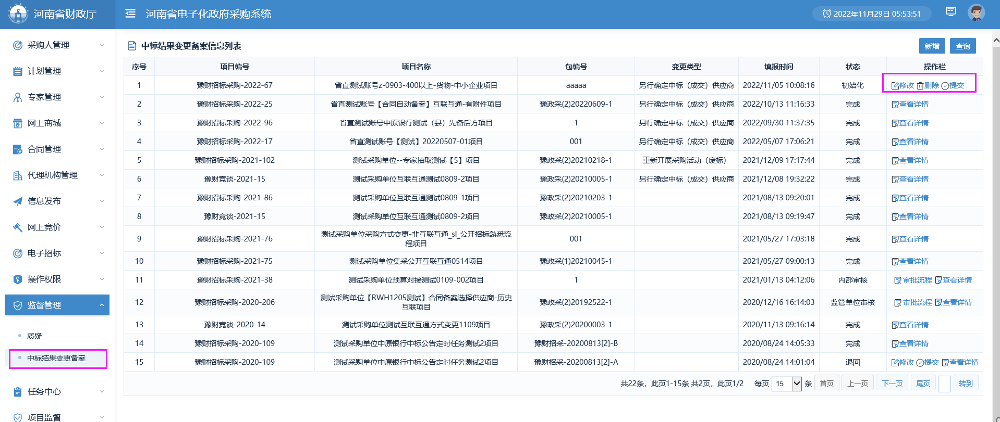 河南省财政厅
河南省电子化政府采购系统
2022年11月29日 05:53:51
采购人管理
计划管理
专家管理
网上商城
合同管理
代理机构管理
信息发布
网上竞价
电子招标
操作权限
监督管理
质疑
中标结果变更备案
任务中心
项目监督
中标结果变更备案信息列表
新增 查询
序号 项目编号 项目名称 包编号 变更类型 填报时间 状态 操作栏
1 豫财招标采购-2022-67 省直测试账号z-0903-400以上-货物-中小企业项目 aaaaa 另行确定中标（成交）供应商 2022/11/05 10:08:16 初始化 修改 删除 提交
2 豫财招标采购-2022-25 省直测试账号【合同自动备案】互联互通-有附件项目 豫政采(2)20220609-1 另行确定中标（成交）供应商 2022/10/13 11:16:33 完成 查看详情
3 豫财招标采购-2022-96 省直测试账号中原银行测试（县）先备后方项目 1 另行确定中标（成交）供应商 2022/09/30 11:37:35 完成 查看详情
4 豫财招标采购-2022-17 省直测试账号【测试】20220507-01项目 001 另行确定中标（成交）供应商 2022/05/07 17:06:21 完成 查看详情
5 豫财招标采购-2021-102 测试采购单位--专家抽取测试【5】项目 豫政采(2)20210218-1 重新开展采购活动（废标） 2021/12/09 17:17:44 完成 查看详情
6 豫财竞谈-2021-15 测试采购单位互联互通测试0809-2项目 豫政采(2)20210005-1 另行确定中标（成交）供应商 2021/12/08 19:32:22 完成 查看详情
7 豫财招标采购-2021-86 测试采购单位互联互通测试0809-1项目 豫政采(2)20210203-1 2021/08/13 09:20:01 完成 查看详情
8 豫财竞谈-2021-15 测试采购单位互联互通测试0809-2项目 豫政采(2)20210005-1 2021/08/13 09:19:47 完成 查看详情
9 豫财招标采购-2021-76 测试采购单位采购方式变更-非互联互通_sl_公开招标熟悉流
程项目 001 2021/05/27 17:03:18 完成 查看详情
10 豫财招标采购-2021-75 测试采购单位集采公开互联互通0514项目 豫政采(1)20210045-1 2021/05/27 09:00:13 完成 查看详情
11 豫财招标采购-2021-38 测试采购单位预算对接测试0109-002项目 1 2021/01/13 04:12:06 内部审核 审批流程 查看详情
12 豫财招标采购-2020-206 测试采购单位【RWH1205测试】合同备案选择供应商-历史
互联项目 豫政采(2)20192522-1 2020/12/16 16:14:03 监管单位审核 审批流程 查看详情
13 豫财竞谈-2020-14 测试采购单位测试互联互通方式变更1109项目 豫政采(2)20200003-1 2020/11/13 09:16:14 完成 查看详情
14 豫财招标采购-2020-109 测试采购单位中原银行中标公告定时任务测试2项目 豫财招采-20200813[2]-B 2020/08/24 14:05:33 完成 查看详情
15 豫财招标采购-2020-109 测试采购单位中原银行中标公告定时任务测试2项目 豫财招采-20200813[2]-A 2020/08/24 14:01:04 退回 修改 提交 查看详情
共22条，此页1-15条 共2页，此页1/2 每页 15 条 首页 上一页 下一页 尾页 转到